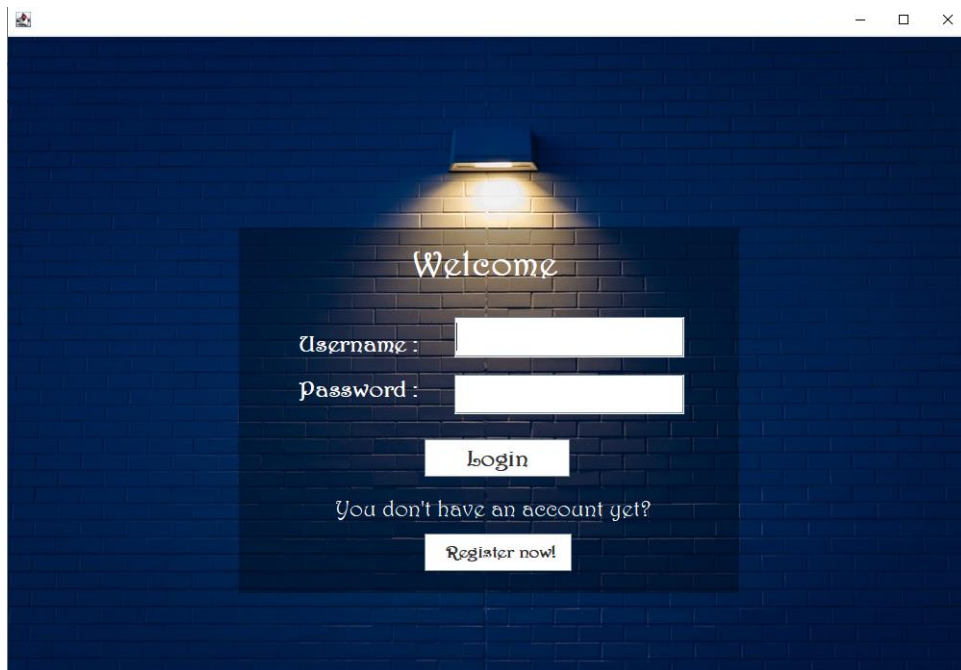 Welcome
Username :
Password :
Login
You don't have an account yet?
Register now!